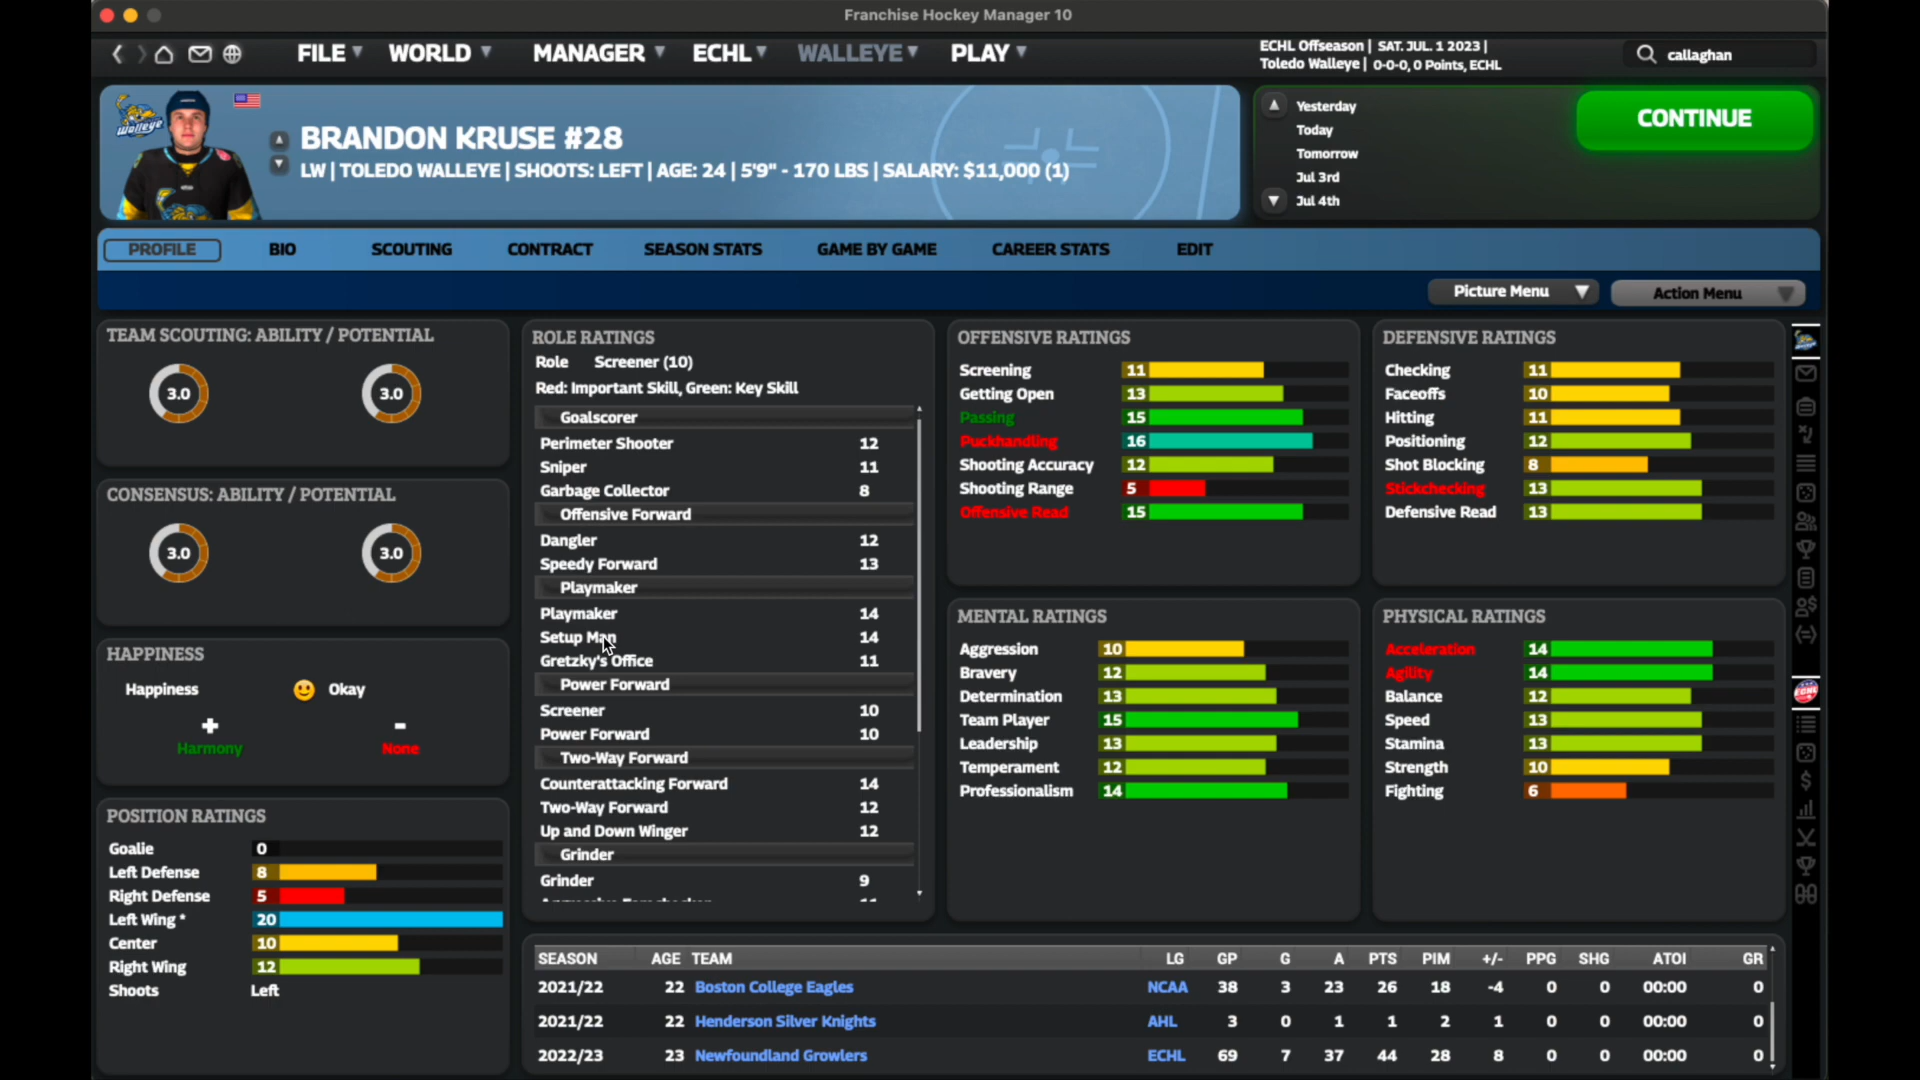 Franchise Hockey Manager 10
FILE WORLD MANAGER ECHL WALLEYE PLAY
ECHL Offseason | SAT. JUL. 1 2023 |
Toledo Walleye | 0-0-0, 0 Points, ECHL
callaghan
Walleye
BRANDON KRUSE #28
LW | TOLEDO WALLEYE | SHOOTS: LEFT | AGE: 24 | 5'9" - 170 LBS | SALARY: $11,000 (1)
Yesterday
Today
Tomorrow
Jul 3rd
Jul 4th
CONTINUE
PROFILE BIO SCOUTING CONTRACT SEASON STATS GAME BY GAME CAREER STATS EDIT
Picture Menu Action Menu
TEAM SCOUTING: ABILITY / POTENTIAL
3.0 3.0
CONSENSUS: ABILITY / POTENTIAL
3.0 3.0
HAPPINESS
Happiness Okay
+ -
Harmony None
POSITION RATINGS
Goalie 0
Left Defense 8
Right Defense 5
Left Wing * 20
Center 10
Right Wing 12
Shoots Left
ROLE RATINGS
Role Screener (10)
Red: Important Skill, Green: Key Skill
Goalscorer
Perimeter Shooter 12
Sniper 11
Garbage Collector 8
Offensive Forward
Dangler 12
Speedy Forward 13
Playmaker
Playmaker 14
Setup Man 14
Gretzky's Office 11
Power Forward
Screener 10
Power Forward 10
Two-Way Forward
Counterattacking Forward 14
Two-Way Forward 12
Up and Down Winger 12
Grinder
Grinder 9
OFFENSIVE RATINGS
Screening 11
Getting Open 13
Passing 15
Puckhandling 16
Shooting Accuracy 12
Shooting Range 5
Offensive Read 15
DEFENSIVE RATINGS
Checking 11
Faceoffs 10
Hitting 11
Positioning 12
Shot Blocking 8
Stickchecking 13
Defensive Read 13
MENTAL RATINGS
Aggression 10
Bravery 12
Determination 13
Team Player 15
Leadership 13
Temperament 12
Professionalism 14
PHYSICAL RATINGS
Acceleration 14
Agility 14
Balance 12
Speed 13
Stamina 13
Strength 10
Fighting 6
ECHL
SEASON AGE TEAM LG GP G A PTS PIM +/- PPG SHG ATOI GR
2021/22 22 Boston College Eagles NCAA 38 3 23 26 18 -4 0 0 00:00 0
2021/22 22 Henderson Silver Knights AHL 3 0 1 1 2 1 0 0 00:00 0
2022/23 23 Newfoundland Growlers ECHL 69 7 37 44 28 8 0 0 00:00 0